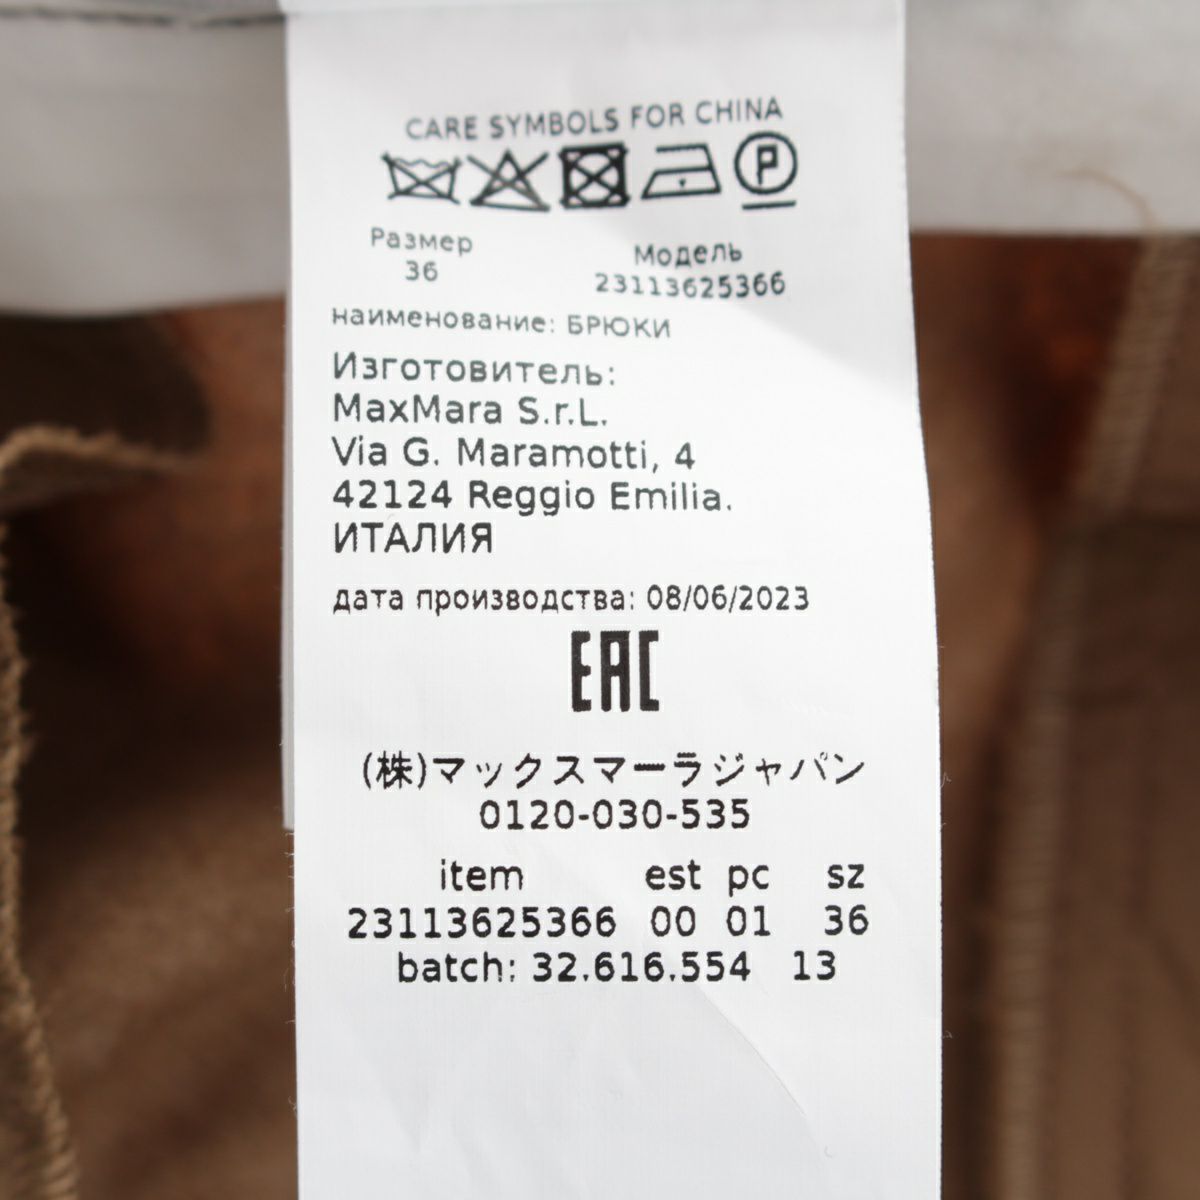 CARE SYMBOLS FOR CHINA
P
Размер Модель
36 23113625366
наименование: БРЮКИ
Изготовитель:
MaxMara S.r.L.
Via G. Maramotti, 4
42124 Reggio Emilia.
ИТАЛИЯ
дата производства: 08/06/2023
EAC
(株)マックスマーラジャパン
0120-030-535
item est pc sz
23113625366 00 01 36
batch: 32.616.554 13